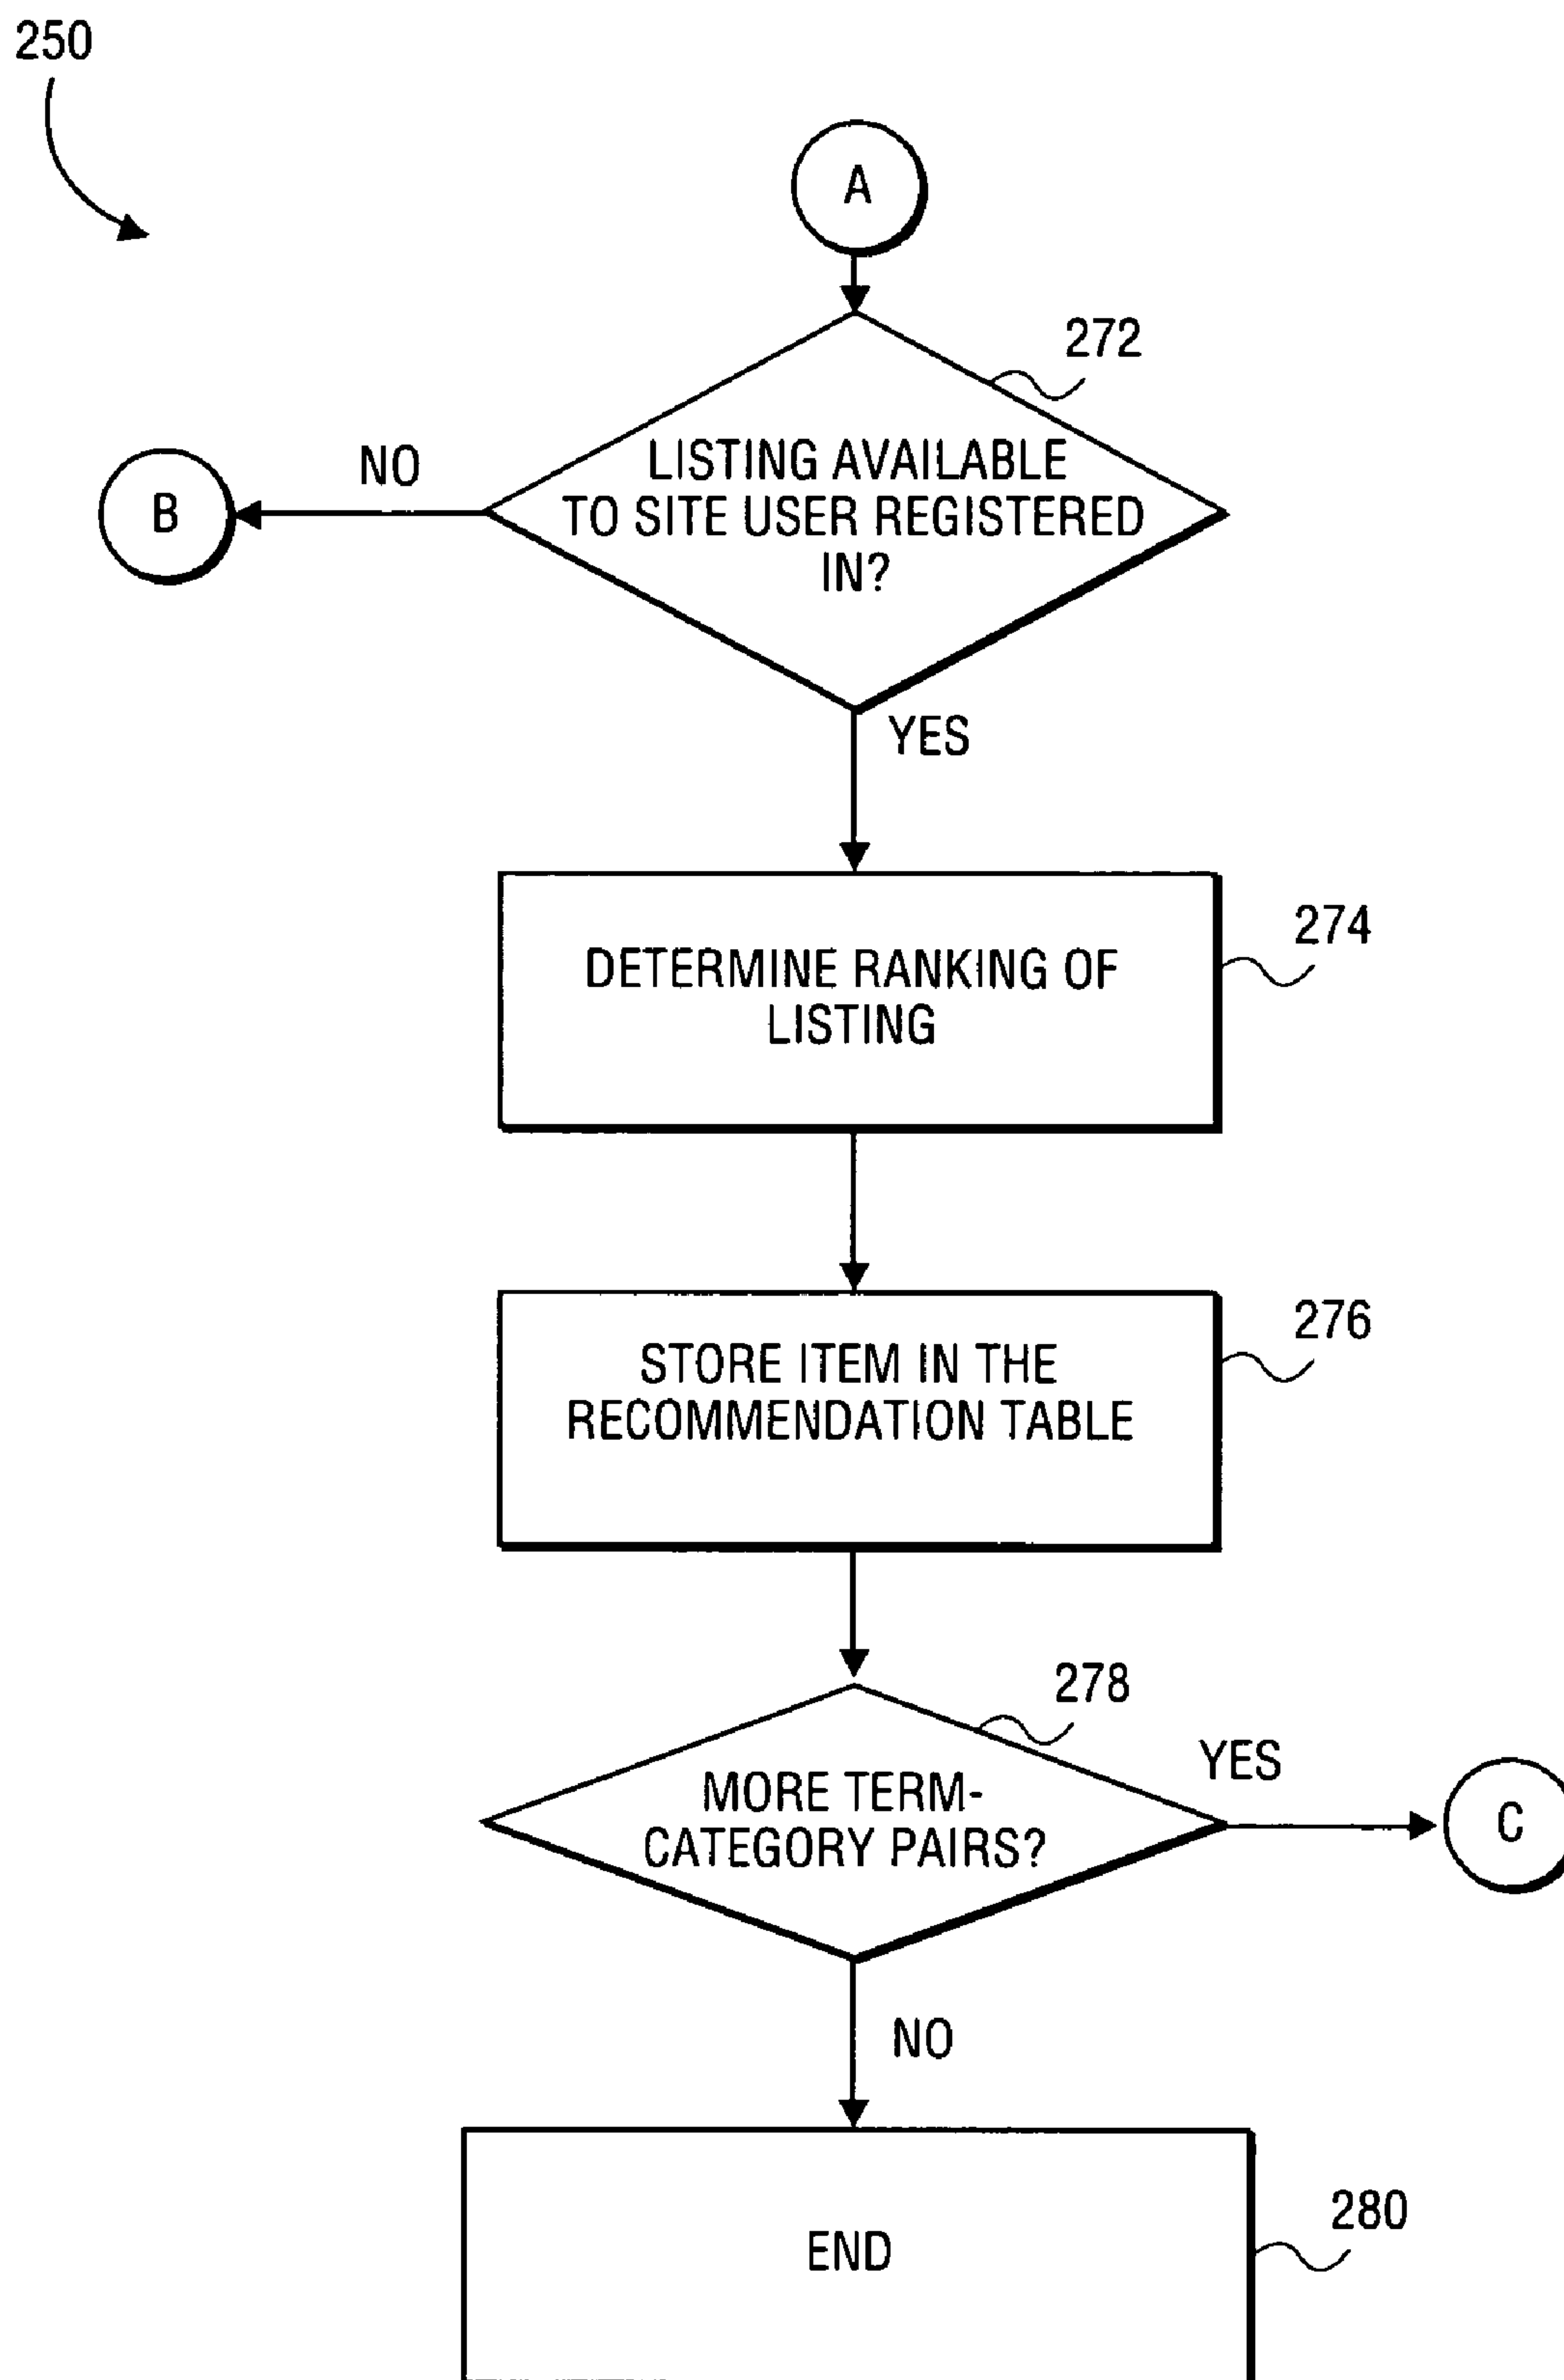 250
A
272
LISTING AVAILABLE
TO SITE USER REGISTERED
IN?
NO
B
YES
274
DETERMINE RANKING OF
LISTING
276
STORE ITEM IN THE
RECOMMENDATION TABLE
278
MORE TERM-
CATEGORY PAIRS?
YES
C
NO
280
END